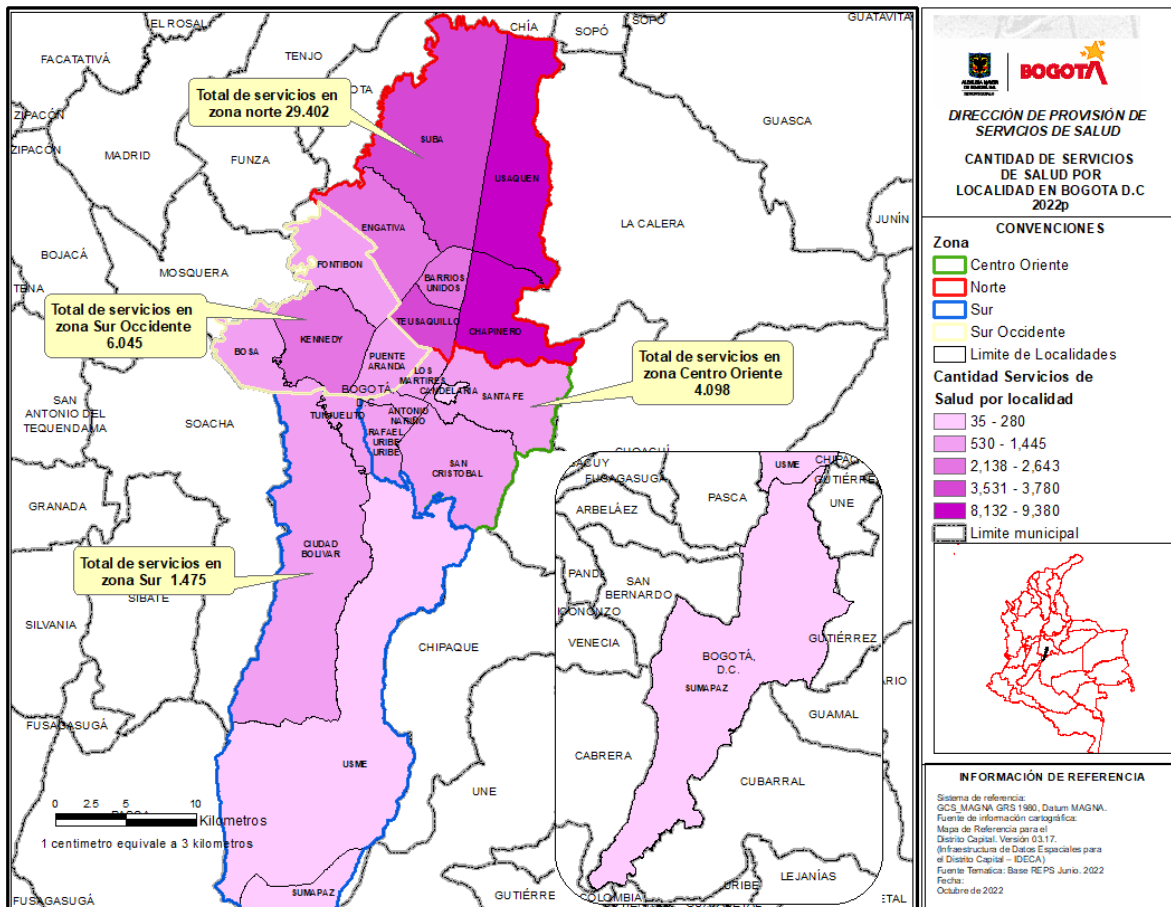 EL ROSAL
CHÍA
SOPÓ
SOPÓ
GUATAVITA
FACATATIVÁ
TENJO
OTA
Total de servicios en
zona norte 29.402
ZIPACÓN
ZIPACÓN
MADRID
FUNZA
SUBA
GUASCA
USAQUEN
LA CALERA
JUNÍN
ENGATIVA
BOJACÁ
MOSQUERA
FONTIBON
BARRIOS
UNIDOS
TENA
Total de servicios en
zona Sur Occidente
6.045
TEUSAQUILLO
CHAPINERO
KENNEDY
BOSA
PUENTE
ARANDA
LOS
MARTIRES
CANDELARIA
SANTA FE
Total de servicios en
zona Centro Oriente
4.098
BOGOTÁ,
SAN
ANTONIO DEL
TEQUENDAMA
SOACHA
TUNJUELITO
ANTONIO
NARIÑO
RAFAEL
URIBE
URIBE
SAN
CRISTOBAL
GRANADA
CIUDAD
BOLIVAR
Total de servicios en
zona Sur 1.475
SIBATE
SILVANIA
CHIPAQUE
FUSAGASUGÁ
USME
UNE
0 2.5 5 10
Kilometros
1 centimetro equivale a 3 kilometros
SUMAPAZ
FUSAGASUGÁ
GUTIÉRREZ
COLOMBIA
USME
CHIPAQ
GUTIÉRRE
UNE
FUSAGASUGÁ
PASCA
ARBELÁEZ
PANDI
SAN
BERNARDO
VENECIA
GUTIÉRREZ
BOGOTÁ,
D.C.
SUMAPAZ
GUAMAL
CABRERA
CUBARRAL
LEJANÍAS
URIBE
ARIO
ETAL
ALCALDÍA MAYOR
DE BOGOTÁ D.C.
BOGOTÁ
DIRECCIÓN DE PROVISIÓN DE
SERVICIOS DE SALUD
CANTIDAD DE SERVICIOS
DE SALUD POR
LOCALIDAD EN BOGOTA D.C
2022p
CONVENCIONES
Zona
Centro Oriente
Norte
Sur
Sur Occidente
Limite de Localidades
Cantidad Servicios de
Salud por localidad
35 - 280
530 - 1,445
2,138 - 2,643
3,531 - 3,780
8,132 - 9,380
Limite municipal
INFORMACIÓN DE REFERENCIA
Sistema de referencia:
GCS_MAGNA GRS 1980, Datum MAGNA.
Fuente de información cartográfica:
Mapa de Referencia para el
Distrito Capital. Versión 03.17.
(Infraestructura de Datos Espaciales para
el Distrito Capital – IDECA)
Fuente Tematica: Base REPS Junio. 2022
Fecha:
Octubre de 2022